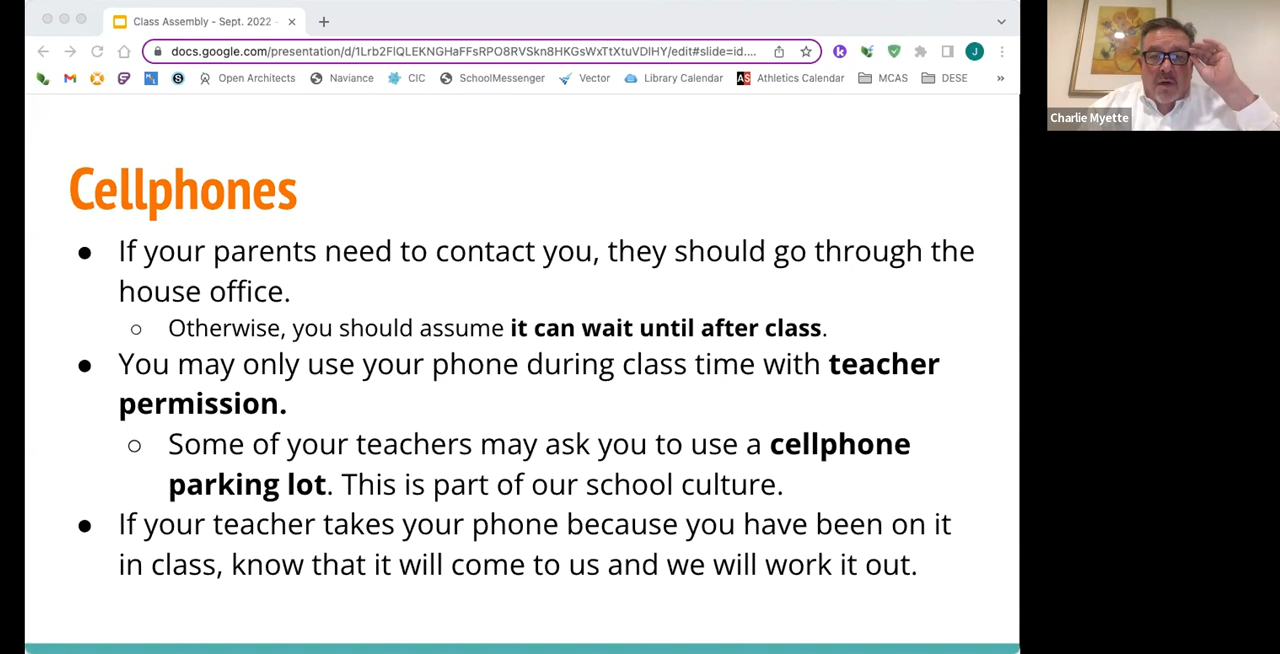 Class Assembly - Sept. 2022 -
docs.google.com/presentation/d/1Lrb2FlQLEKNGHaFFsRPO8RVSkn8HKGsWxTtXtuVDlHY/edit#slide=id....
J
Open Architects
Naviance
CIC
SchoolMessenger
Vector
Library Calendar
AS
Athletics Calendar
MCAS
DESE
»
Charlie Myette
Cellphones
● If your parents need to contact you, they should go through the
house office.
○ Otherwise, you should assume it can wait until after class.
● You may only use your phone during class time with teacher
permission.
○ Some of your teachers may ask you to use a cellphone
parking lot. This is part of our school culture.
● If your teacher takes your phone because you have been on it
in class, know that it will come to us and we will work it out.